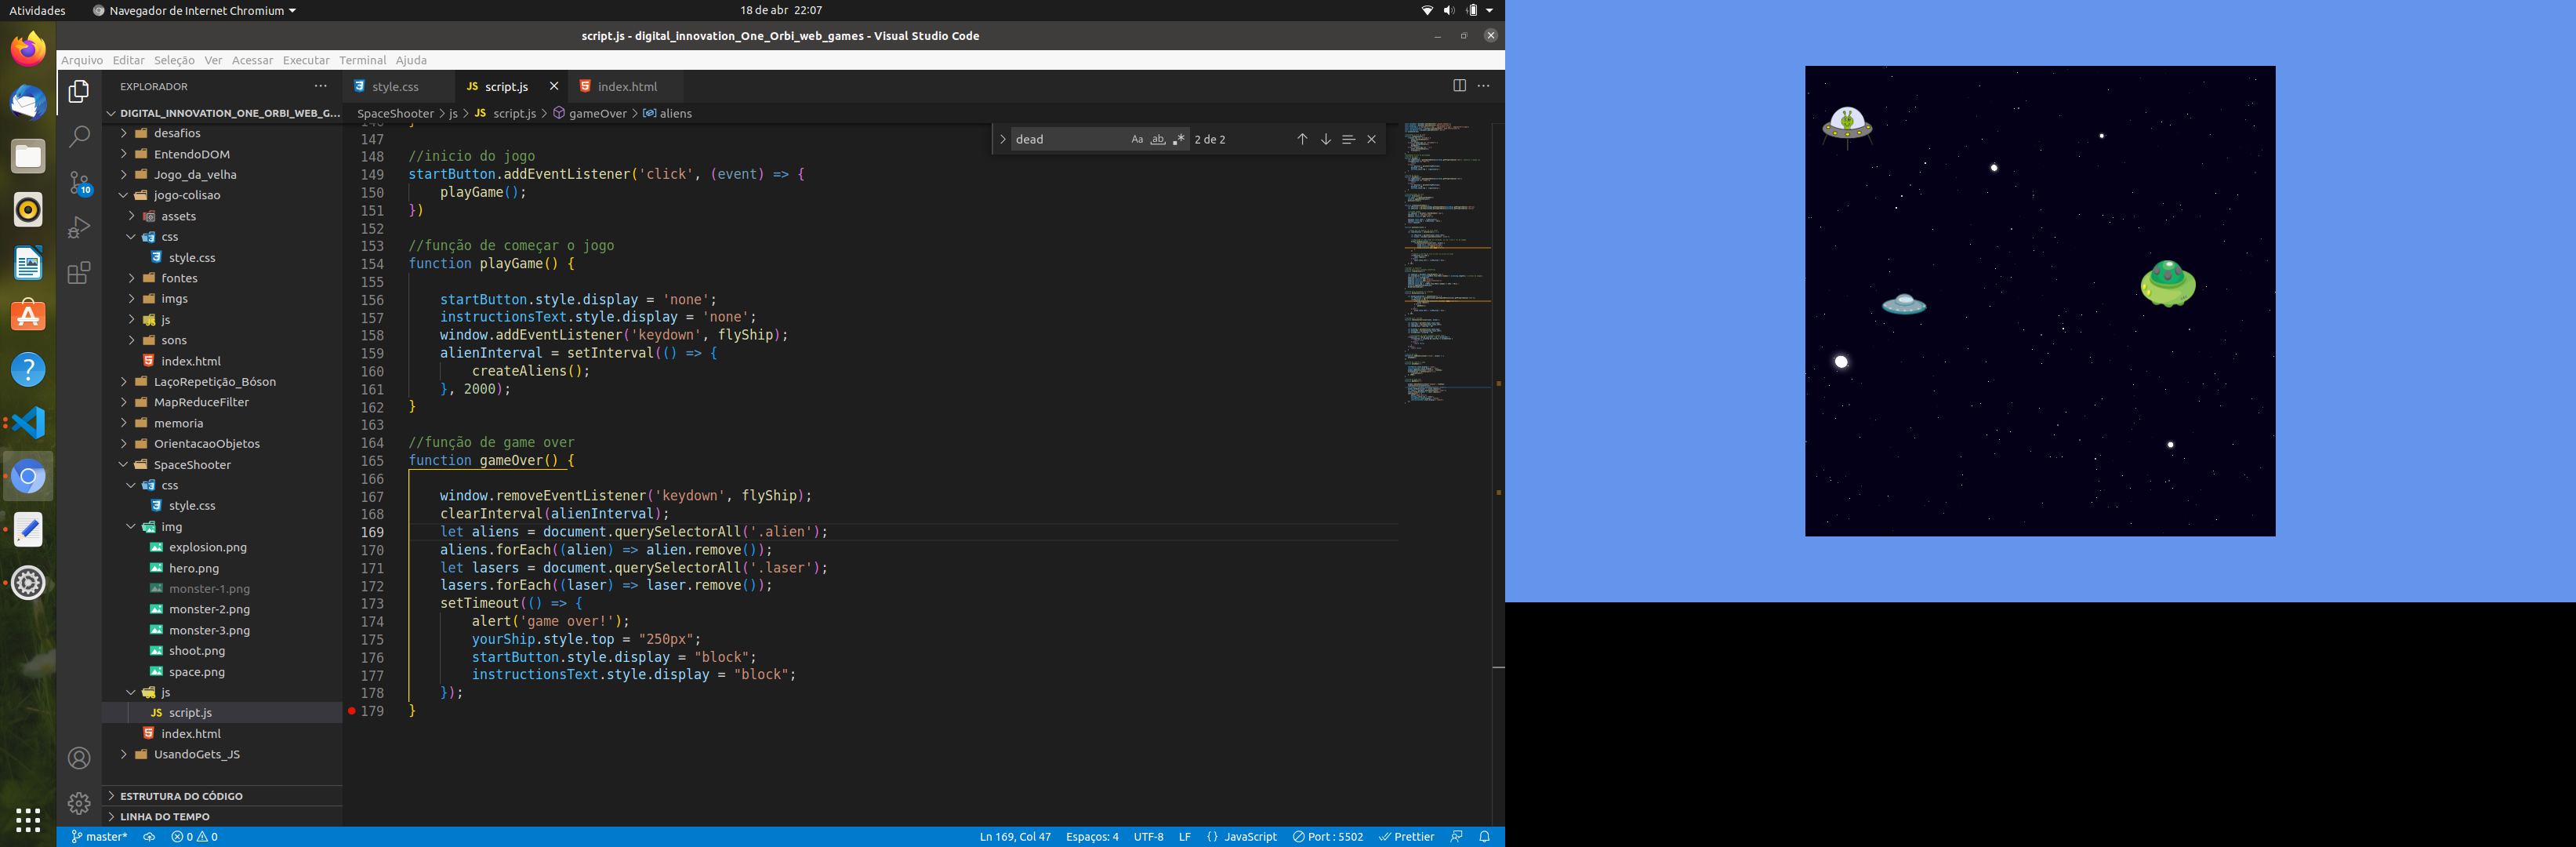 Atividades
Navegador de Internet Chromium
18 de abr 22:07
script.js - digital_innovation_One_Orbi_web_games - Visual Studio Code
Arquivo Editar Seleção Ver Acessar Executar Terminal Ajuda
EXPLORADOR
DIGITAL_INNOVATION_ONE_ORBI_WEB_G...
desafios
EntendoDOM
Jogo_da_velha
jogo-colisao
assets
css
style.css
fontes
imgs
js
sons
index.html
LaçoRepetição_Bóson
MapReduceFilter
memoria
OrientacaoObjetos
SpaceShooter
css
style.css
img
explosion.png
hero.png
monster-1.png
monster-2.png
monster-3.png
shoot.png
space.png
js
script.js
index.html
UsandoGets_JS
ESTRUTURA DO CÓDIGO
LINHA DO TEMPO
10
style.css
JS script.js
index.html
SpaceShooter > js > JS script.js > gameOver > aliens
dead
Aa ab 2 de 2
147
148 //inicio do jogo
149 startButton.addEventListener('click', (event) => {
150 playGame();
151 })
152
153 //função de começar o jogo
154 function playGame() {
155
156 startButton.style.display = 'none';
157 instructionsText.style.display = 'none';
158 window.addEventListener('keydown', flyShip);
159 alienInterval = setInterval(() => {
160 createAliens();
161 }, 2000);
162 }
163
164 //função de game over
165 function gameOver() {
166
167 window.removeEventListener('keydown', flyShip);
168 clearInterval(alienInterval);
169 let aliens = document.querySelectorAll('.alien');
170 aliens.forEach((alien) => alien.remove());
171 let lasers = document.querySelectorAll('.laser');
172 lasers.forEach((laser) => laser.remove());
173 setTimeout(() => {
174 alert('game over!');
175 yourShip.style.top = "250px";
176 startButton.style.display = "block";
177 instructionsText.style.display = "block";
178 });
179 }
master* 0 0 Ln 169, Col 47 Espaços: 4 UTF-8 LF {} JavaScript Port : 5502 Prettier